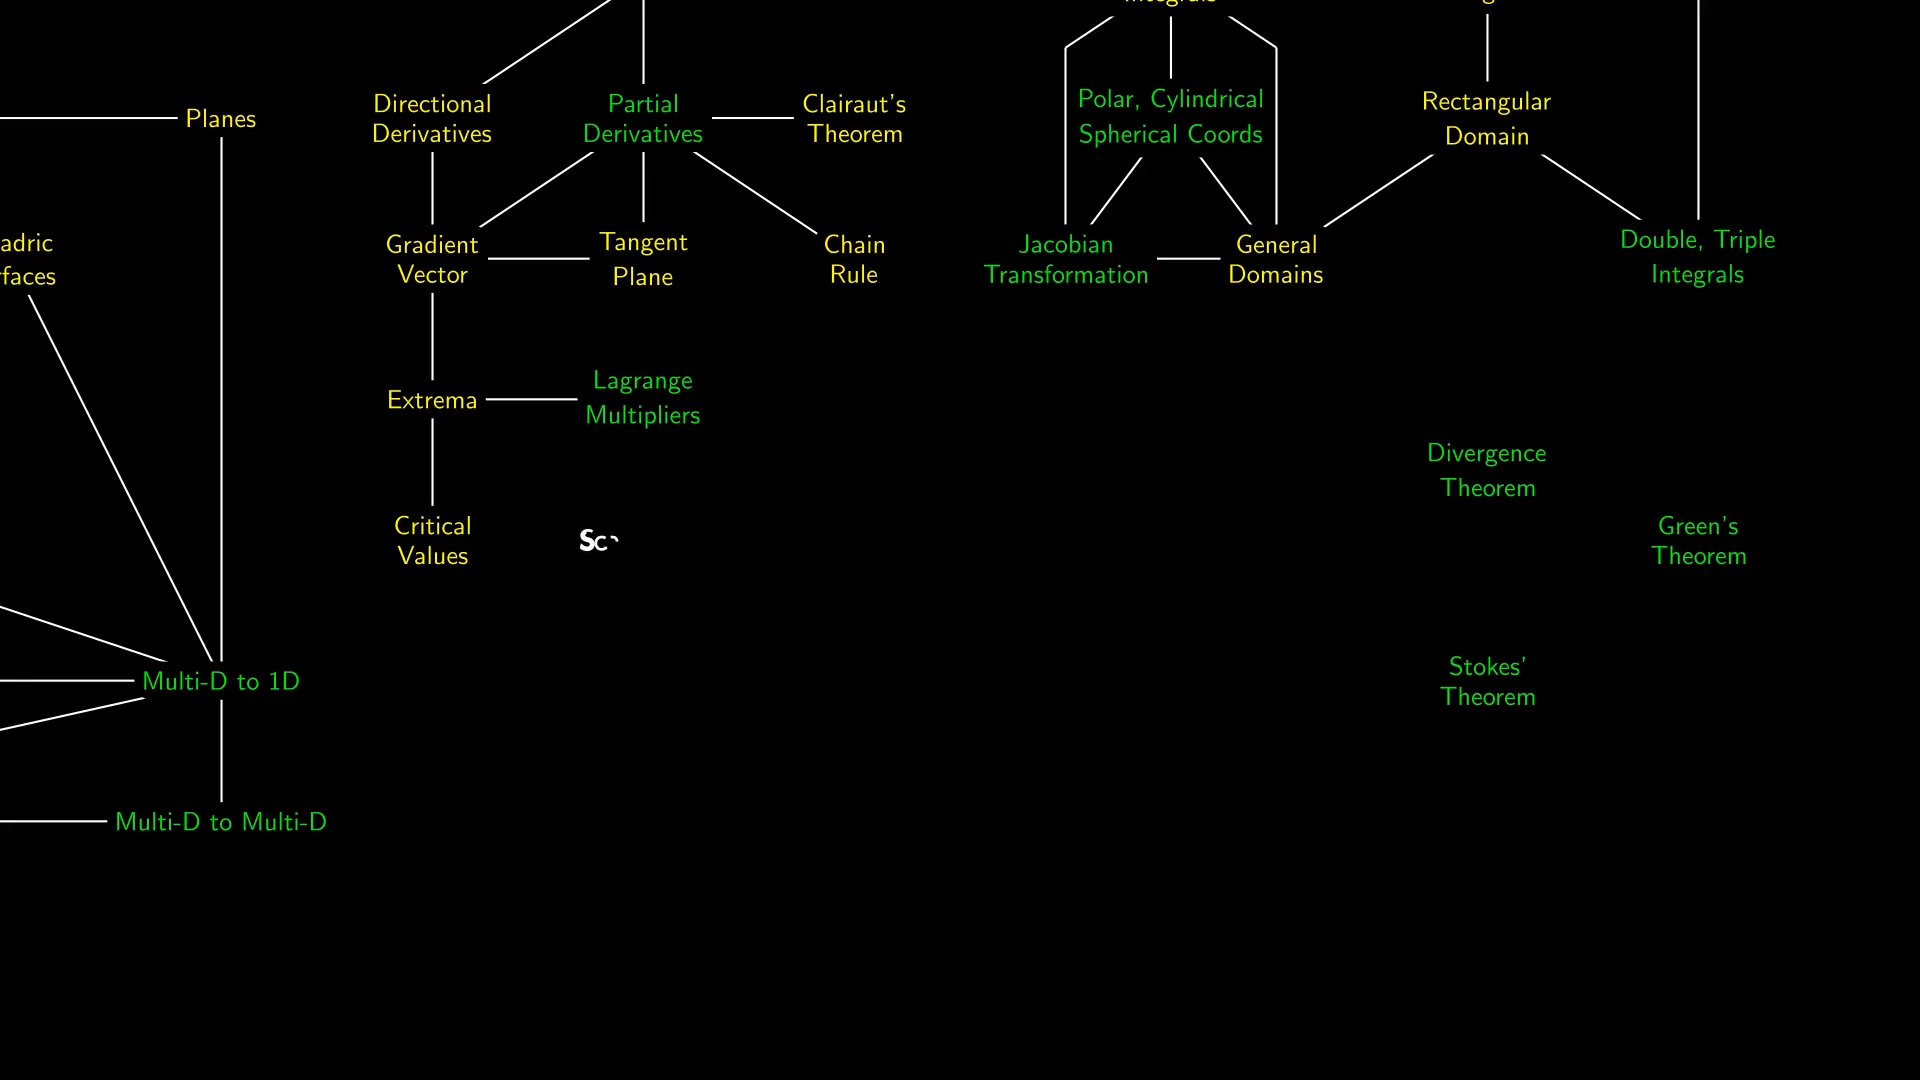 Planes
Directional
Derivatives
Partial
Derivatives
Clairaut's
Theorem
Polar, Cylindrical
Spherical Coords
Rectangular
Domain
adric
faces
Gradient
Vector
Tangent
Plane
Chain
Rule
Jacobian
Transformation
General
Domains
Double, Triple
Integrals
Extrema
Lagrange
Multipliers
Divergence
Theorem
Critical
Values
Sc
Green's
Theorem
Stokes'
Theorem
Multi-D to 1D
Multi-D to Multi-D